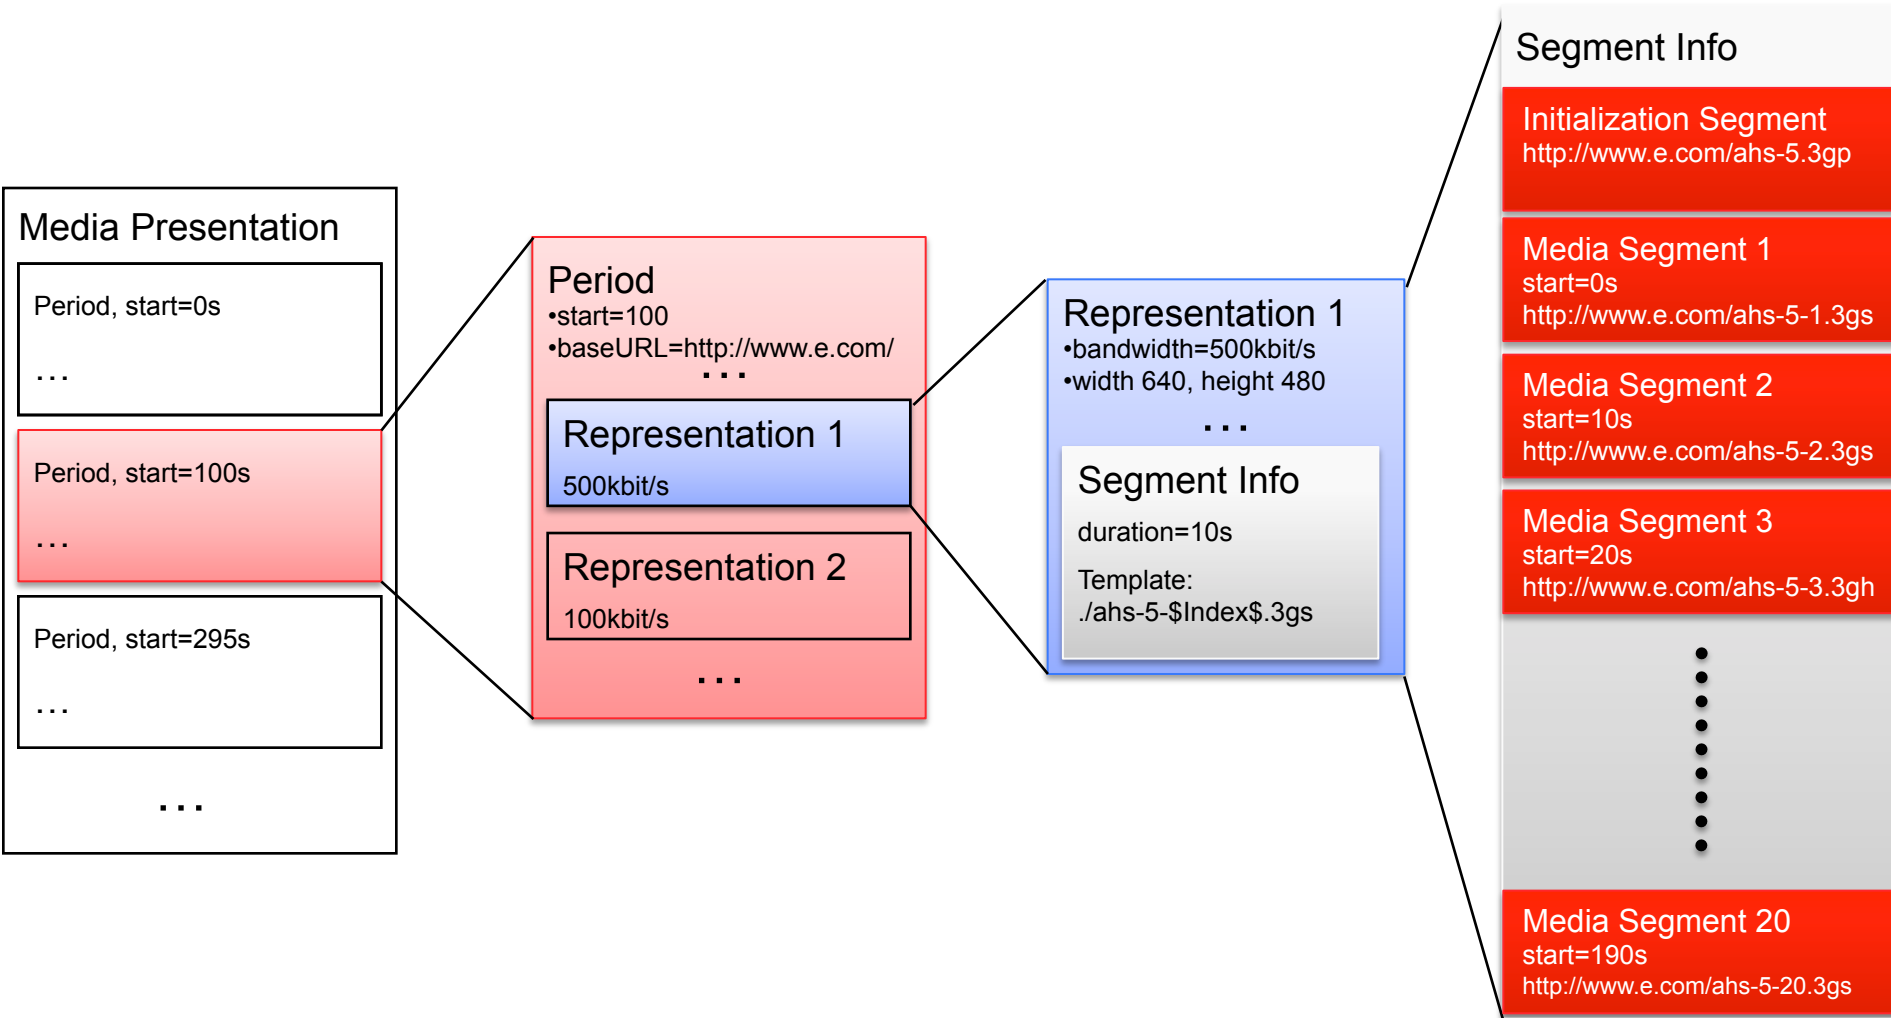 Media Presentation
Period, start=0s
...
Period, start=100s
...
Period, start=295s
...
...
Period
•start=100
•baseURL=http://www.e.com/
...
Representation 1
500kbit/s
Representation 2
100kbit/s
...
Representation 1
•bandwidth=500kbit/s
•width 640, height 480
...
Segment Info
duration=10s
Template:
./ahs-5-$Index$.3gs
Segment Info
Initialization Segment
http://www.e.com/ahs-5.3gp
Media Segment 1
start=0s
http://www.e.com/ahs-5-1.3gs
Media Segment 2
start=10s
http://www.e.com/ahs-5-2.3gs
Media Segment 3
start=20s
http://www.e.com/ahs-5-3.3gh
Media Segment 20
start=190s
http://www.e.com/ahs-5-20.3gs